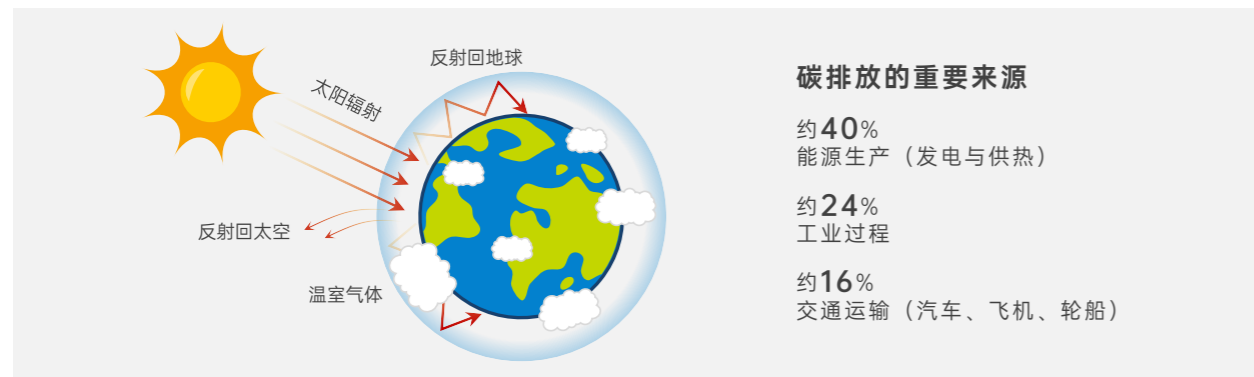 反射回地球
太阳辐射
反射回太空
温室气体
碳排放的重要来源
约40%
能源生产（发电与供热）
约24%
工业过程
约16%
交通运输（汽车、飞机、轮船）